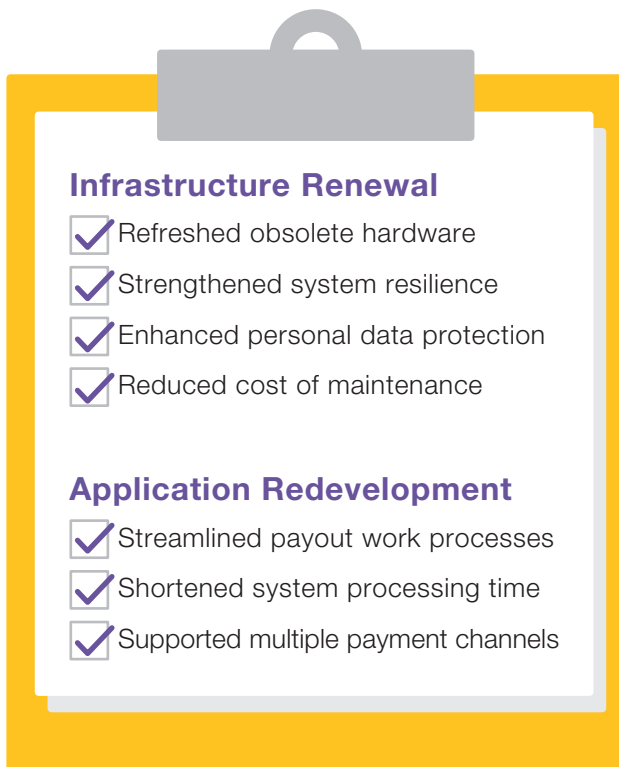 Infrastructure Renewal
Refreshed obsolete hardware
Strengthened system resilience
Enhanced personal data protection
Reduced cost of maintenance
Application Redevelopment
Streamlined payout work processes
Shortened system processing time
Supported multiple payment channels